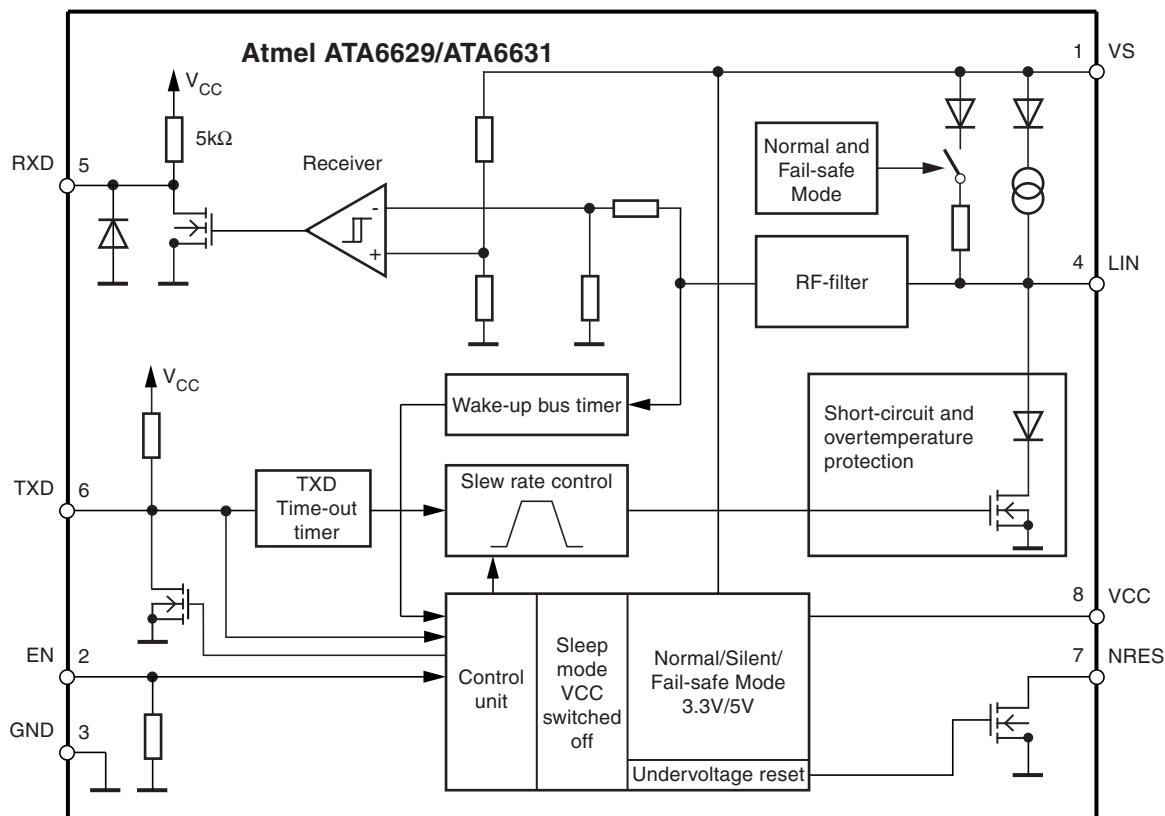 Atmel ATA6629/ATA6631
1 VS
VCC
5kΩ
RXD 5
Receiver
-
+
Normal and
Fail-safe
Mode
RF-filter
4 LIN
VCC
Wake-up bus timer
Short-circuit and
overtemperature
protection
TXD 6
TXD
Time-out
timer
Slew rate control
8 VCC
7 NRES
EN 2
GND 3
Control
unit
Sleep
mode
VCC
switched
off
Normal/Silent/
Fail-safe Mode
3.3V/5V
Undervoltage reset